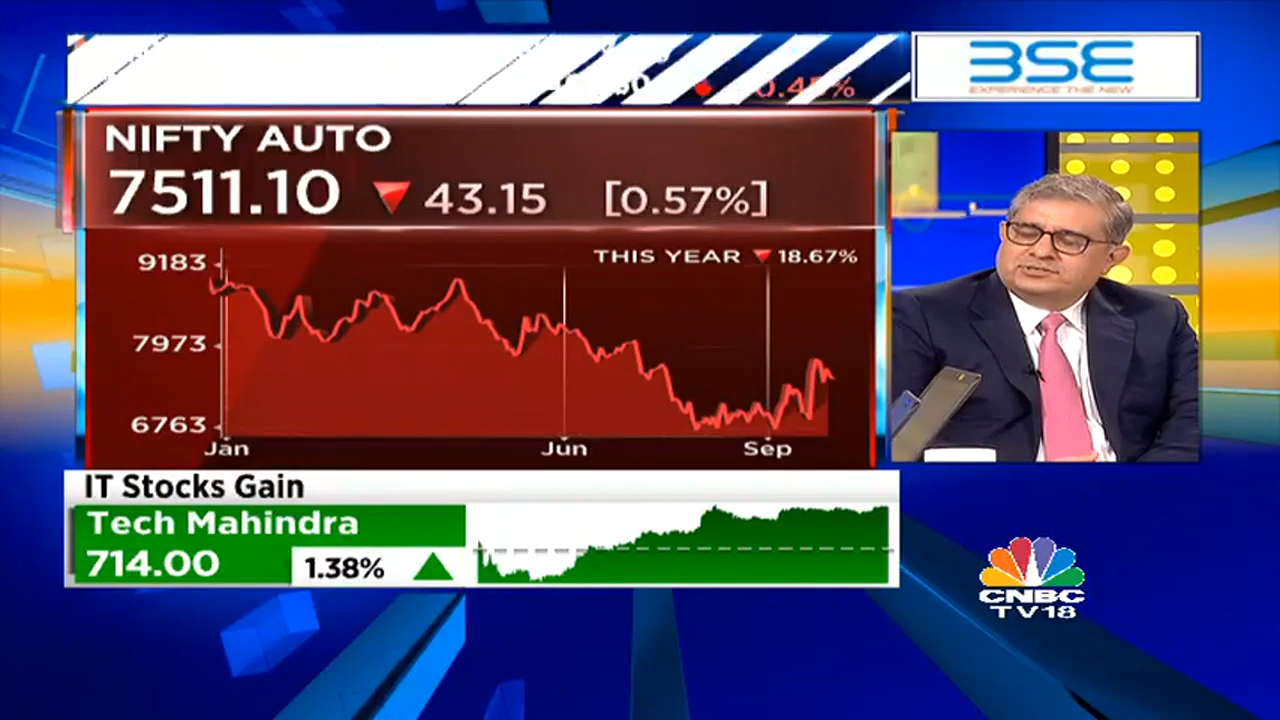 BSE
EXPERIENCE THE NEW
NIFTY AUTO
7511.10 ▼ 43.15 [0.57%]
THIS YEAR ▼ 18.67%
9183
7973
6763
Jan Jun Sep
IT Stocks Gain
Tech Mahindra
714.00 1.38% ▲
CNBC
TV18